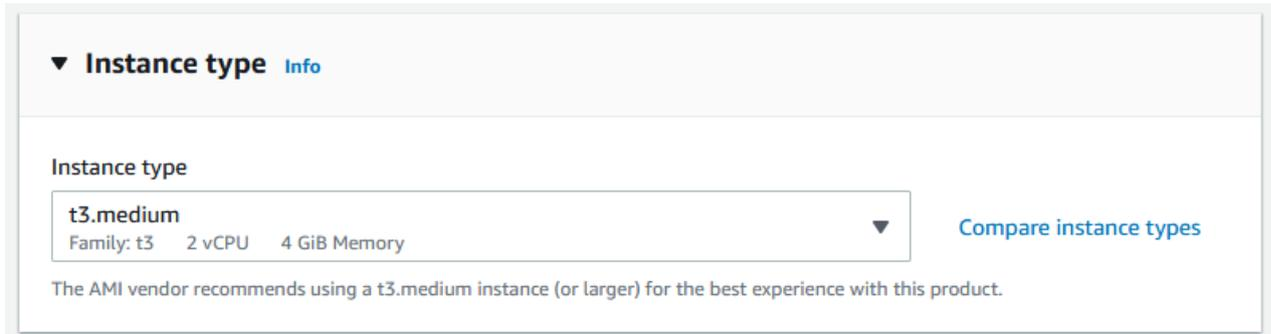 Instance type Info
Instance type
t3.medium
Family: t3 2 vCPU 4 GiB Memory
Compare instance types
The AMI vendor recommends using a t3.medium instance (or larger) for the best experience with this product.